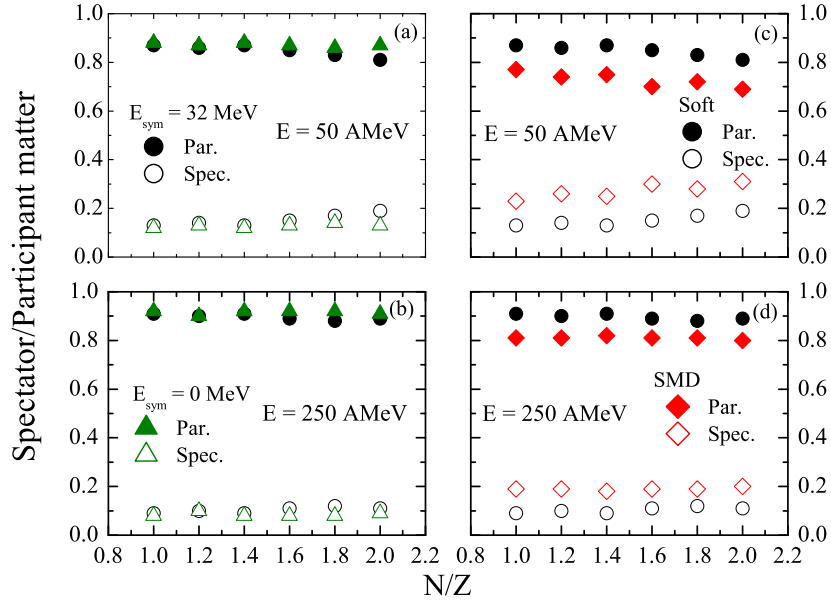 Spectator/Participant matter
1.0
0.8
0.6
0.4
0.2
0.0
(a)
E_sym = 32 MeV
E = 50 AMeV
Par.
Spec.
(c)
Soft
E = 50 AMeV
Par.
Spec.
1.0
0.8
0.6
0.4
0.2
0.0
1.0
0.8
0.6
0.4
0.2
0.0
(b)
E_sym = 0 MeV
E = 250 AMeV
Par.
Spec.
(d)
SMD
E = 250 AMeV
Par.
Spec.
1.0
0.8
0.6
0.4
0.2
0.0
0.8 1.0 1.2 1.4 1.6 1.8 2.0 2.2
0.8 1.0 1.2 1.4 1.6 1.8 2.0 2.2
N/Z